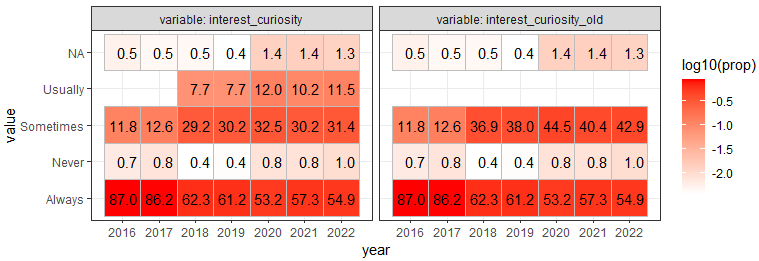 variable: interest_curiosity variable: interest_curiosity_old
NA 0.5 0.5 0.5 0.4 1.4 1.4 1.3 0.5 0.5 0.5 0.4 1.4 1.4 1.3
Usually 7.7 7.7 12.0 10.2 11.5
Sometimes 11.8 12.6 29.2 30.2 32.5 30.2 31.4 11.8 12.6 36.9 38.0 44.5 40.4 42.9
Never 0.7 0.8 0.4 0.4 0.8 0.8 1.0 0.7 0.8 0.4 0.4 0.8 0.8 1.0
Always 87.0 86.2 62.3 61.2 53.2 57.3 54.9 87.0 86.2 62.3 61.2 53.2 57.3 54.9
2016 2017 2018 2019 2020 2021 2022 2016 2017 2018 2019 2020 2021 2022
year
value
log10(prop)
-0.5
-1.0
-1.5
-2.0